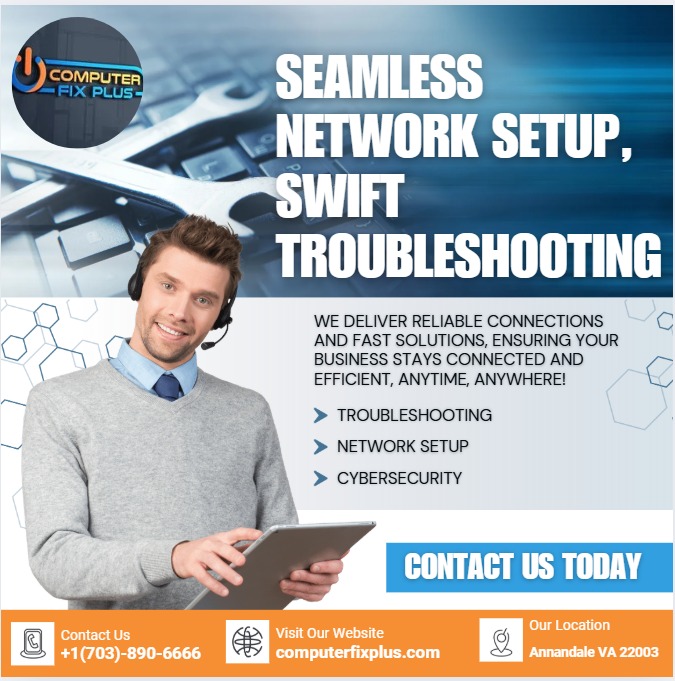 COMPUTER
FIX PLUS
SEAMLESS
NETWORK SETUP,
SWIFT
TROUBLESHOOTING
WE DELIVER RELIABLE CONNECTIONS
AND FAST SOLUTIONS, ENSURING YOUR
BUSINESS STAYS CONNECTED AND
EFFICIENT, ANYTIME, ANYWHERE!
TROUBLESHOOTING
NETWORK SETUP
CYBERSECURITY
CONTACT US TODAY
Contact Us
+1(703)-890-6666
Visit Our Website
computerfixplus.com
Our Location
Annandale VA 22003